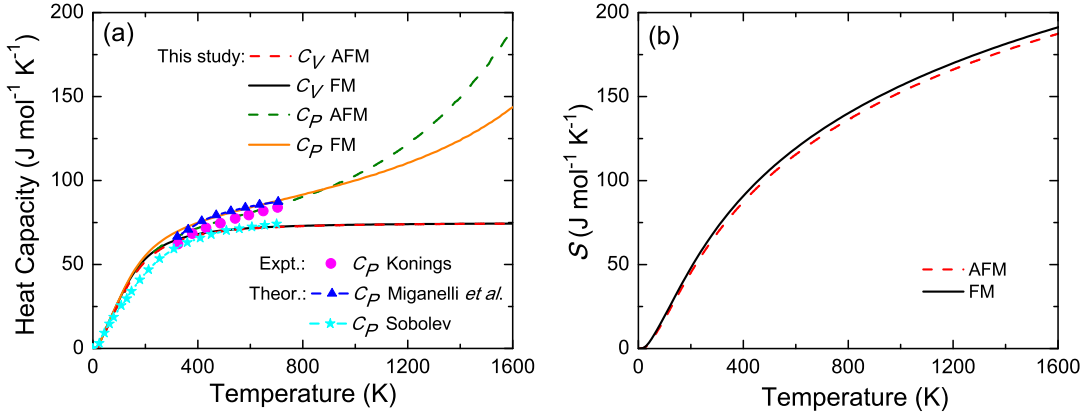 (a)
This study:
C_V AFM
C_V FM
C_P AFM
C_P FM
Expt.: C_P Konings
Theor.: C_P Miganelli et al.
C_P Sobolev
Heat Capacity (J mol⁻¹ K⁻¹)
200
150
100
50
0
0 400 800 1200 1600
Temperature (K)
(b)
AFM
FM
S (J mol⁻¹ K⁻¹)
200
150
100
50
0
0 400 800 1200 1600
Temperature (K)